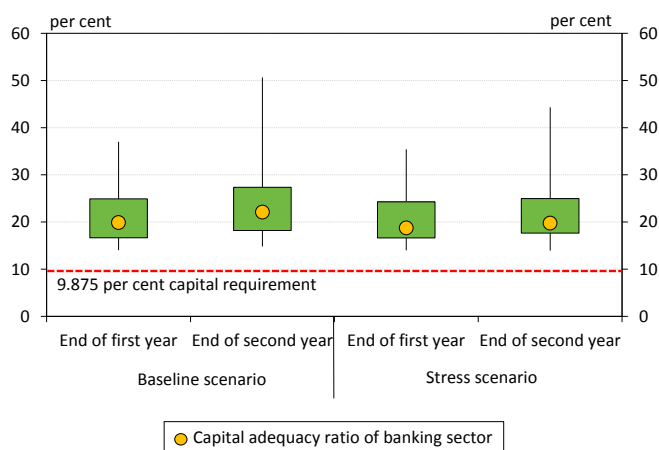 per cent per cent
60 60
50 50
40 40
30 30
20 20
10 10
9.875 per cent capital requirement
0 0
End of first year End of second year End of first year End of second year
Baseline scenario Stress scenario
Capital adequacy ratio of banking sector